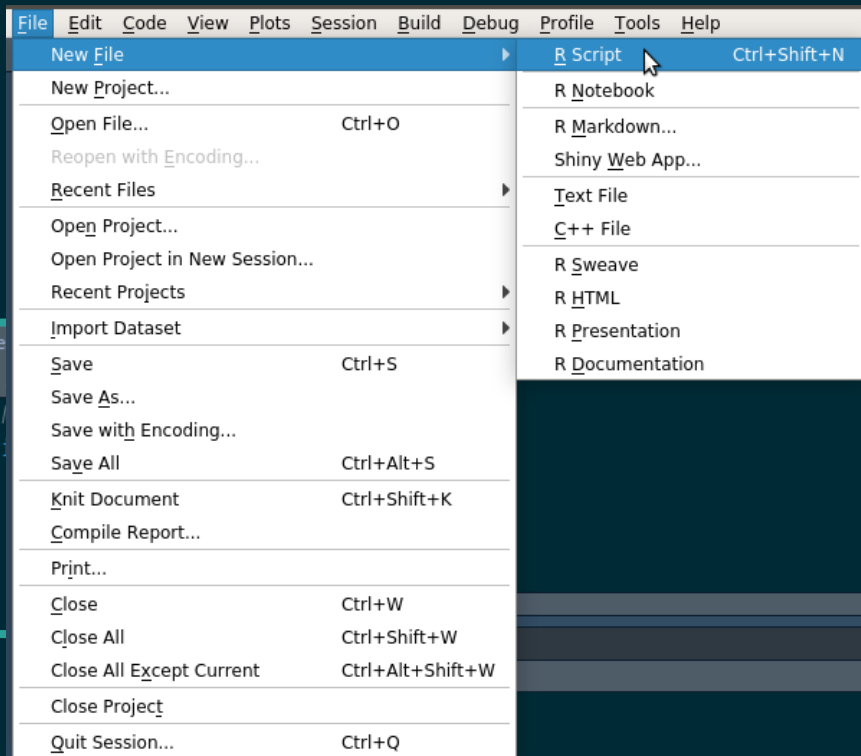 File Edit Code View Plots Session Build Debug Profile Tools Help
New File
New Project...
Open File... Ctrl+O
Reopen with Encoding...
Recent Files
Open Project...
Open Project in New Session...
Recent Projects
Import Dataset
Save Ctrl+S
Save As...
Save with Encoding...
Save All Ctrl+Alt+S
Knit Document Ctrl+Shift+K
Compile Report...
Print...
Close Ctrl+W
Close All Ctrl+Shift+W
Close All Except Current Ctrl+Alt+Shift+W
Close Project
Quit Session... Ctrl+Q
R Script Ctrl+Shift+N
R Notebook
R Markdown...
Shiny Web App...
Text File
C++ File
R Sweave
R HTML
R Presentation
R Documentation